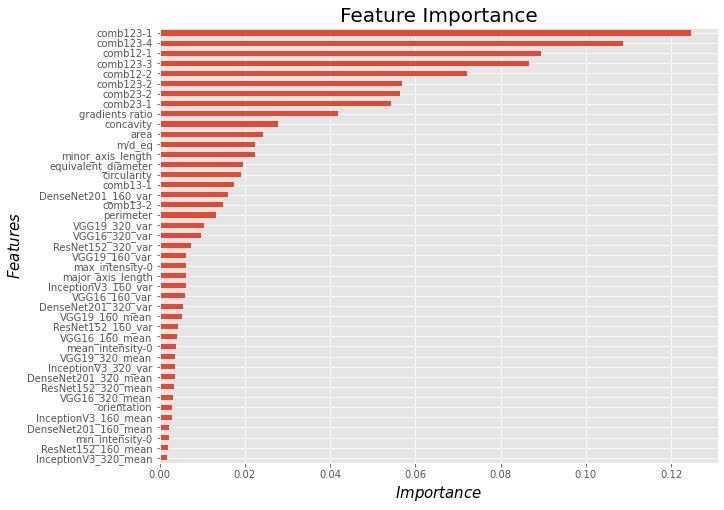 Feature Importance
comb123-1
comb123-4
comb12-1
comb123-3
comb12-2
comb123-2
comb23-2
comb23-1
gradients ratio
concavity
area
m/d_eq
minor_axis_length
equivalent_diameter
circularity
comb13-1
DenseNet201_160_var
comb13-2
perimeter
VGG19_320_var
VGG16_320_var
ResNet152_320_var
VGG19_160_var
max_intensity-0
major_axis_length
InceptionV3_160_var
VGG16_160_var
DenseNet201_320_var
VGG19_160_mean
ResNet152_160_var
VGG16_160_mean
mean_intensity-0
VGG19_320_mean
InceptionV3_320_var
DenseNet201_320_mean
ResNet152_320_mean
VGG16_320_mean
orientation
InceptionV3_160_mean
DenseNet201_160_mean
min_intensity-0
ResNet152_160_mean
InceptionV3_320_mean
Features
0.00 0.02 0.04 0.06 0.08 0.10 0.12
Importance